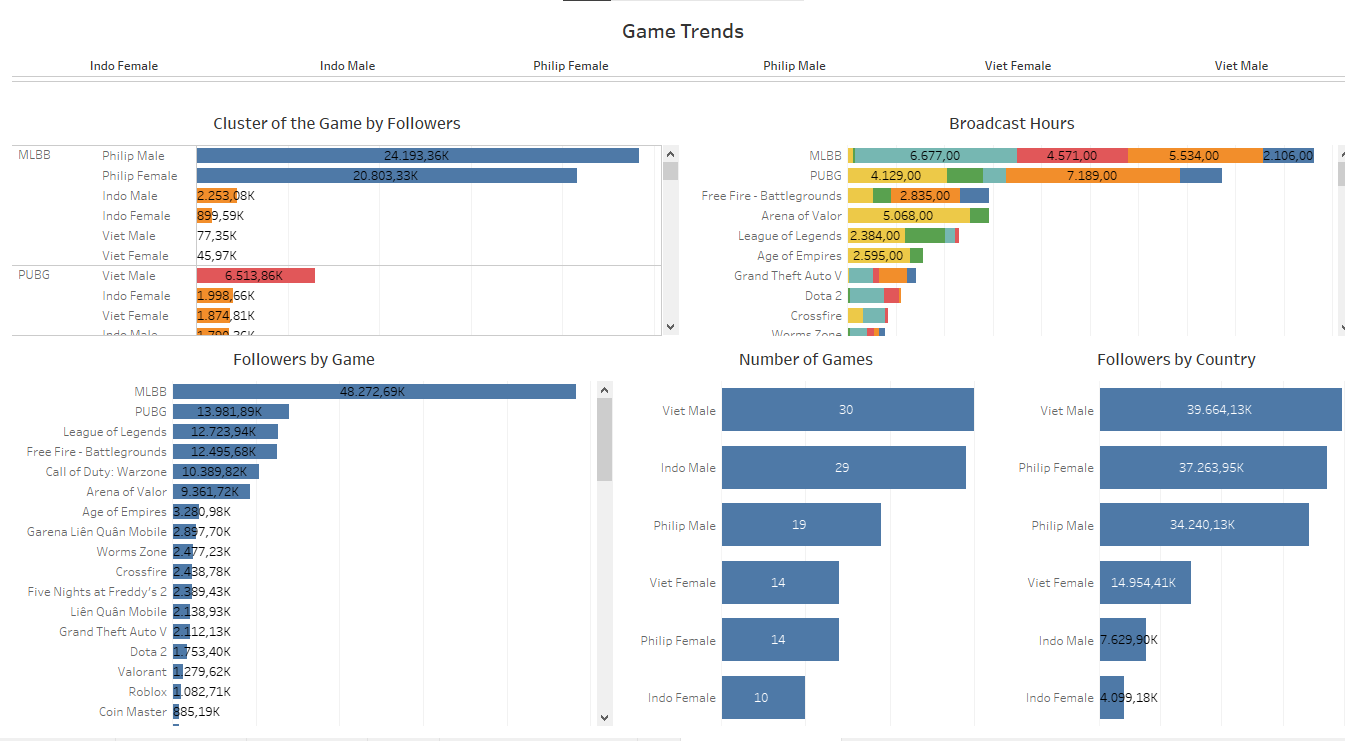 Game Trends
Indo Female Indo Male Philip Female Philip Male Viet Female Viet Male
Cluster of the Game by Followers
MLBB Philip Male 24.193,36K
Philip Female 20.803,33K
Indo Male 2.253,08K
Indo Female 899,59K
Viet Male 77,35K
Viet Female 45,97K
PUBG Viet Male 6.513,86K
Indo Female 1.998,66K
Viet Female 1.874,81K
Indo Male
Broadcast Hours
MLBB 6.677,00 4.571,00 5.534,00 2.106,00
PUBG 4.129,00 7.189,00
Free Fire - Battlegrounds 2.835,00
Arena of Valor 5.068,00
League of Legends 2.384,00
Age of Empires 2.595,00
Grand Theft Auto V
Dota 2
Crossfire
Worms Zone
Followers by Game
MLBB 48.272,69K
PUBG 13.981,89K
League of Legends 12.723,94K
Free Fire - Battlegrounds 12.495,68K
Call of Duty: Warzone 10.389,82K
Arena of Valor 9.361,72K
Age of Empires 3.280,98K
Garena Liên Quân Mobile 2.897,70K
Worms Zone 2.477,23K
Crossfire 2.438,78K
Five Nights at Freddy's 2 2.389,43K
Liên Quân Mobile 2.138,93K
Grand Theft Auto V 2.112,13K
Dota 2 1.753,40K
Valorant 1.279,62K
Roblox 1.082,71K
Coin Master 885,19K
Number of Games
Viet Male 30
Indo Male 29
Philip Male 19
Viet Female 14
Philip Female 14
Indo Female 10
Followers by Country
Viet Male 39.664,13K
Philip Female 37.263,95K
Philip Male 34.240,13K
Viet Female 14.954,41K
Indo Male 7.629,90K
Indo Female 4.099,18K